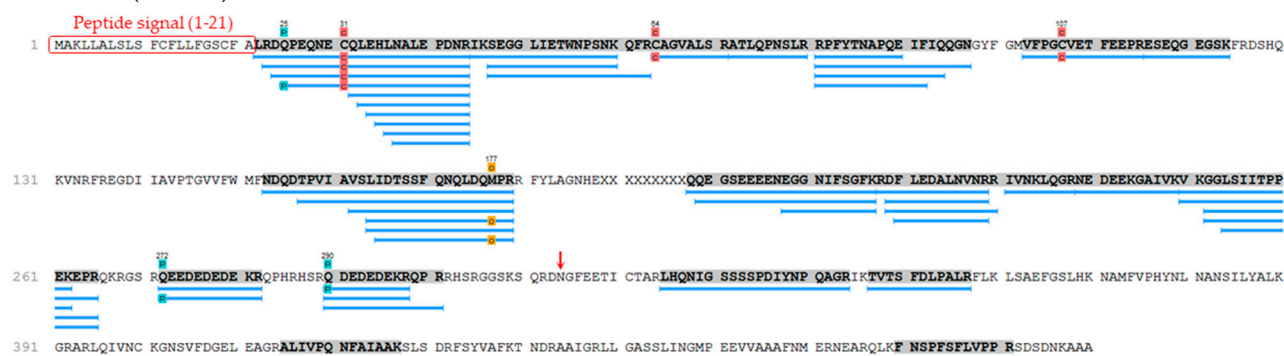 Peptide signal (1-21)
25 31 64 107
1 MAKLLALSLS FCFLLFGSCF ALRDQPEQNE CQLEHLNALE PDNRIKSEGG LIETWNPSNK QFRCAGVALS RATLQPNSLR RPFYTNAPQE IFIQQGNGYF GMVFPGCVET FEEPRESEQG EGSKFRDSHQ
P C C C
C
C
C
P C
177
O
131 KVNRFREGDI IAVPTGVVFW MFNDQDTPVI AVSLIDTSSF QNQLDQMPRR FYLAGNHEXX XXXXXXXQQE GSEEEENEGG NIFSGFKRDF LEDALNVNRR IVNKLQGRNE DEEKGAIVKV KGGLSIITPP
O
O
272 290
P P
261 EKEPRQKRGS RQEEDEDEDE KRQPHRHSRQ DEDEDEKRQP RRHSRGGSKS QRDNGFEETI CTARLHQNIG SSSSPDIYNP QAGRIKTVTS FDLPALRFLK LSAEFGSLHK NAMFVPHYNL NANSILYALK
P P
391 GRARLQIVNC KGNSVFDGEL EAGRALIVPQ NFAIAAKSLS DRFSYVAFKT NDRAAIGRLL GASSLINGMP EEVVAAAFNM ERNEARQLKF NSPFSFLVPP RSDSDNKAAA